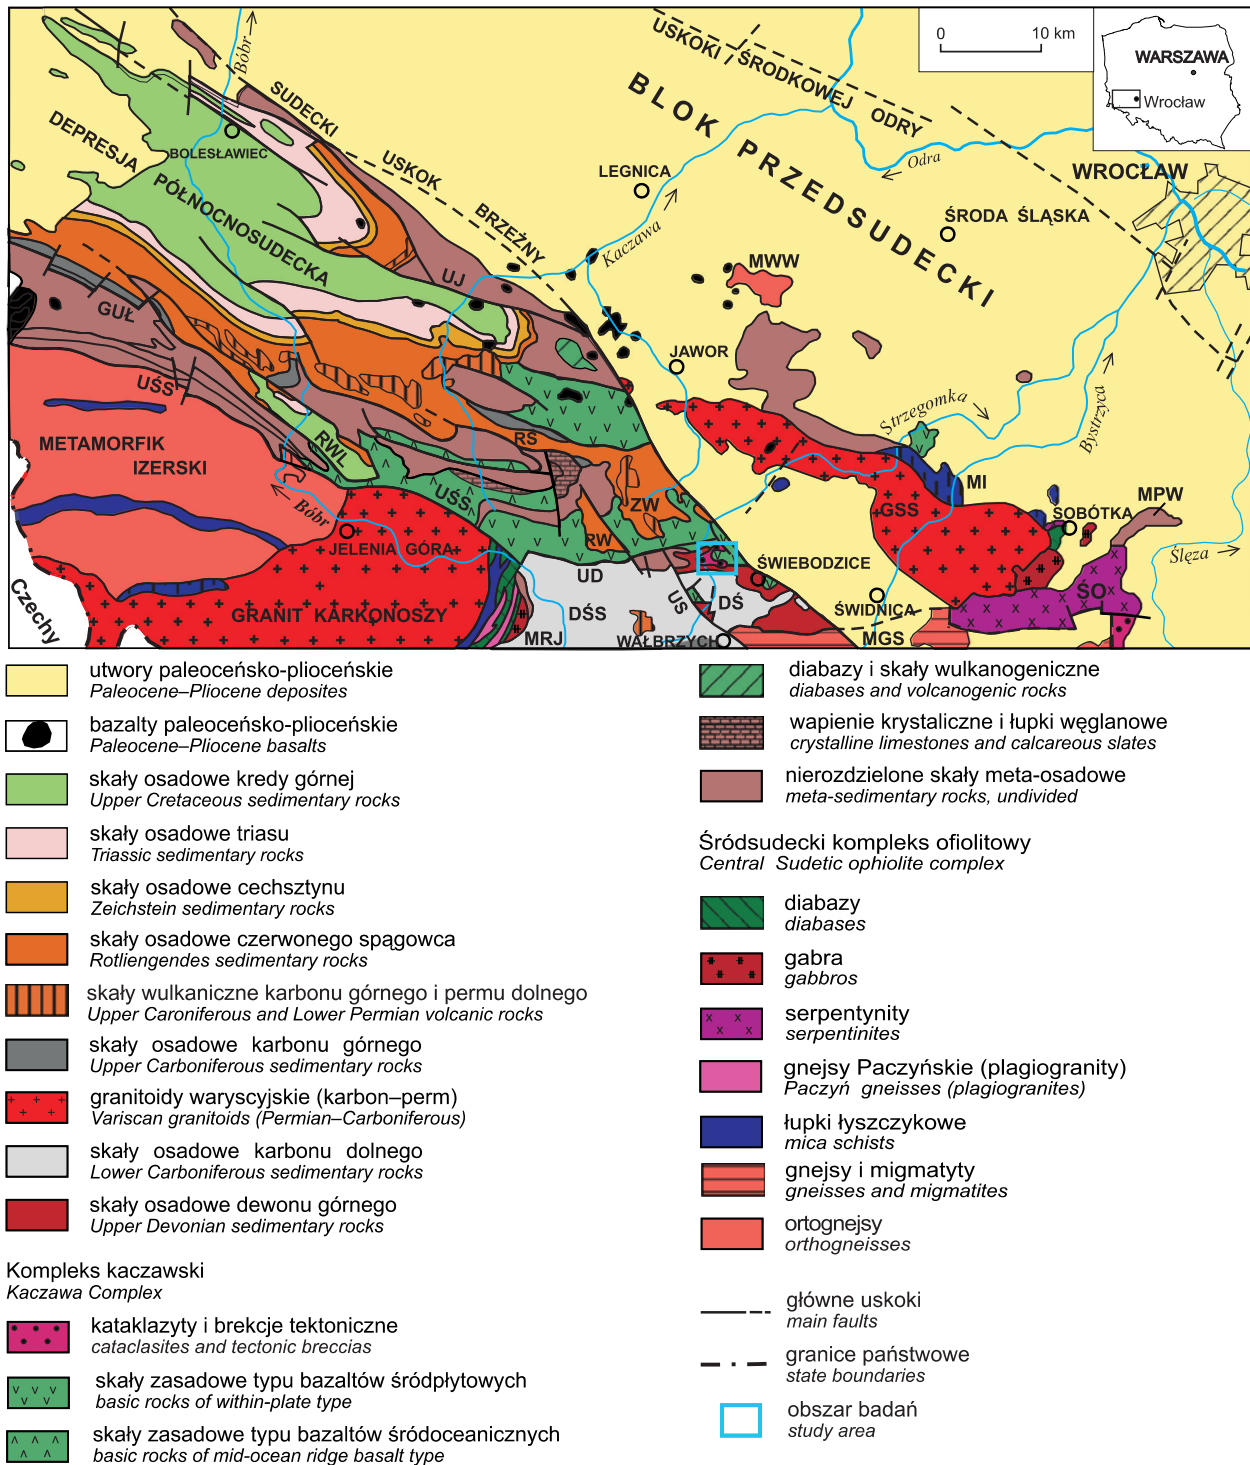 0 10 km
WARSZAWA
Wrocław
USKOKI ŚRODKOWEJ ODRY
BLOK PRZEDSUDECKI
Bóbr
SUDECKI USKOK BRZEŻNY
DEPRESJA PÓŁNOCNOSUDECKA
BOLESŁAWIEC
LEGNICA
Odra
WROCŁAW
ŚRODA ŚLĄSKA
Kaczawa
MWW
UJ
GUŁ
JAWOR
UŚS
Strzegomka
Bystrzyca
METAMORFIK IZERSKI
RWL
RS
UŚS
MI
GSS
MPW
SOBÓTKA
Bóbr
ZW
JELENIA GÓRA
RW
Ślęza
ŚWIEBODZICE
UD
Czechy
GRANIT KARKONOSZY
DŚS
US
DŚ
ŚWIDNICA
ŚO
MRJ
WAŁBRZYCH
MGS
utwory paleoceńsko-plioceńskie
Paleocene–Pliocene deposites
bazalty paleoceńsko-plioceńskie
Paleocene–Pliocene basalts
skały osadowe kredy górnej
Upper Cretaceous sedimentary rocks
skały osadowe triasu
Triassic sedimentary rocks
skały osadowe cechsztynu
Zeichstein sedimentary rocks
skały osadowe czerwonego spągowca
Rotliengendes sedimentary rocks
skały wulkaniczne karbonu górnego i permu dolnego
Upper Caroniferous and Lower Permian volcanic rocks
skały osadowe karbonu górnego
Upper Carboniferous sedimentary rocks
granitoidy waryscyjskie (karbon–perm)
Variscan granitoids (Permian–Carboniferous)
skały osadowe karbonu dolnego
Lower Carboniferous sedimentary rocks
skały osadowe dewonu górnego
Upper Devonian sedimentary rocks
Kompleks kaczawski
Kaczawa Complex
kataklazyty i brekcje tektoniczne
cataclasites and tectonic breccias
skały zasadowe typu bazaltów śródpłytowych
basic rocks of within-plate type
skały zasadowe typu bazaltów śródoceanicznych
basic rocks of mid-ocean ridge basalt type
diabazy i skały wulkanogeniczne
diabases and volcanogenic rocks
wapienie krystaliczne i łupki węglanowe
crystalline limestones and calcareous slates
nierozdzielone skały meta-osadowe
meta-sedimentary rocks, undivided
Śródsudecki kompleks ofiolitowy
Central Sudetic ophiolite complex
diabazy
diabases
gabra
gabbros
serpentynity
serpentinites
gnejsy Paczyńskie (plagiogranity)
Paczyń gneisses (plagiogranites)
łupki łyszczykowe
mica schists
gnejsy i migmatyty
gneisses and migmatites
ortognejsy
orthogneisses
główne uskoki
main faults
granice państwowe
state boundaries
obszar badań
study area